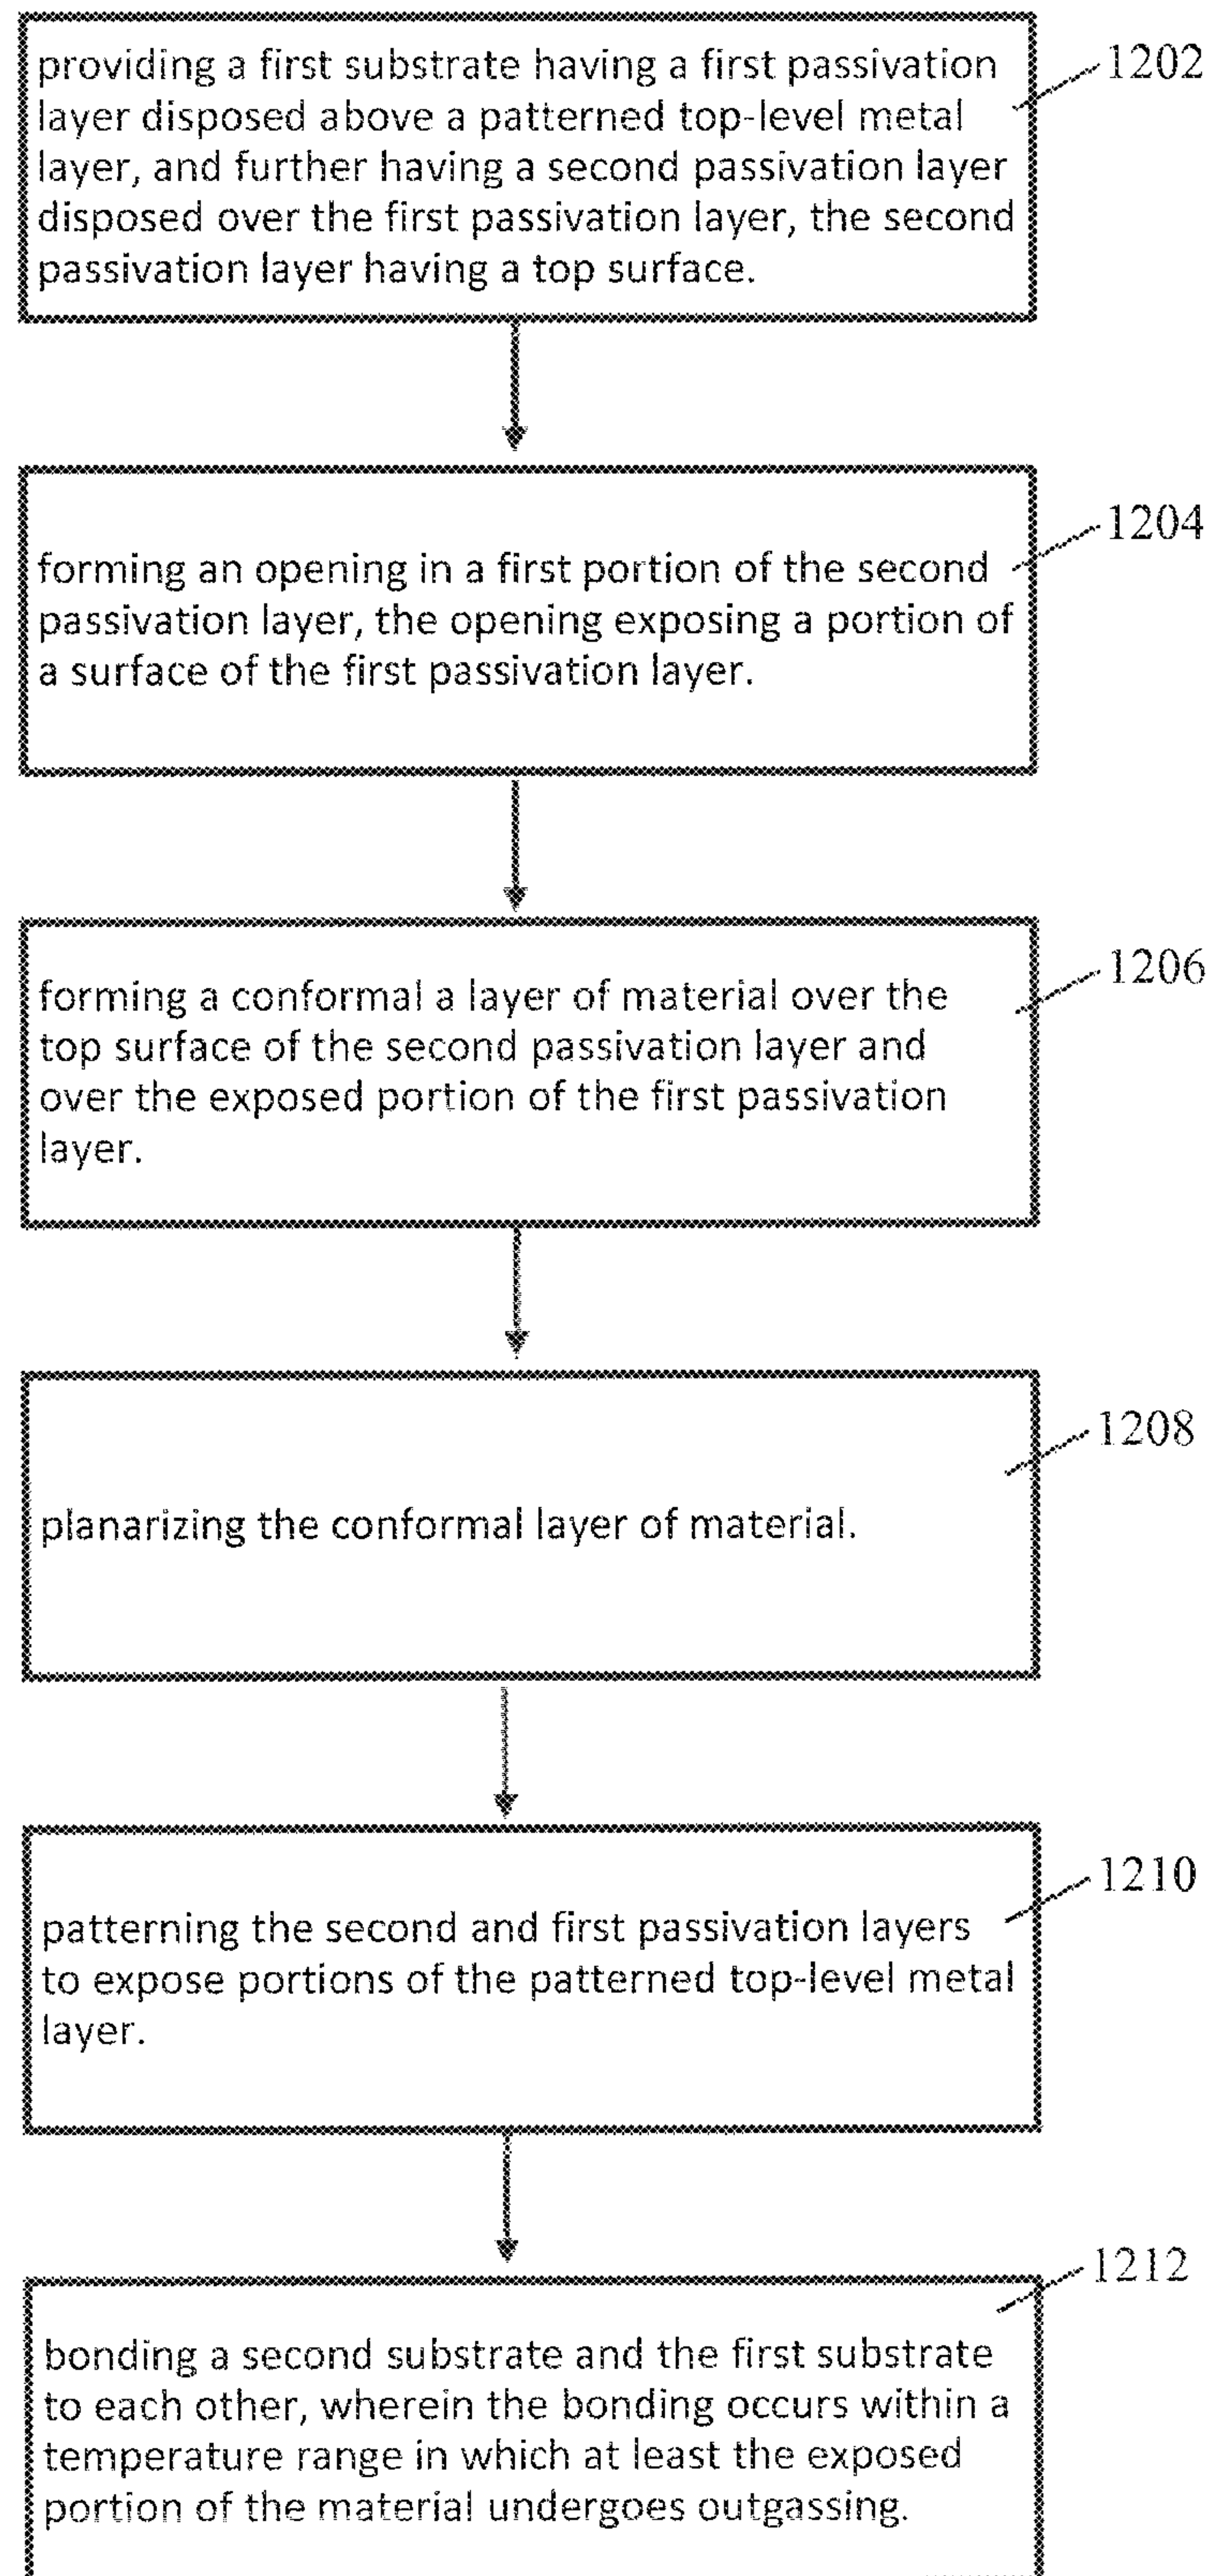 providing a first substrate having a first passivation
layer disposed above a patterned top-level metal
layer, and further having a second passivation layer
disposed over the first passivation layer, the second
passivation layer having a top surface.
1202
forming an opening in a first portion of the second
passivation layer, the opening exposing a portion of
a surface of the first passivation layer.
1204
forming a conformal a layer of material over the
top surface of the second passivation layer and
over the exposed portion of the first passivation
layer.
1206
planarizing the conformal layer of material.
1208
patterning the second and first passivation layers
to expose portions of the patterned top-level metal
layer.
1210
bonding a second substrate and the first substrate
to each other, wherein the bonding occurs within a
temperature range in which at least the exposed
portion of the material undergoes outgassing.
1212